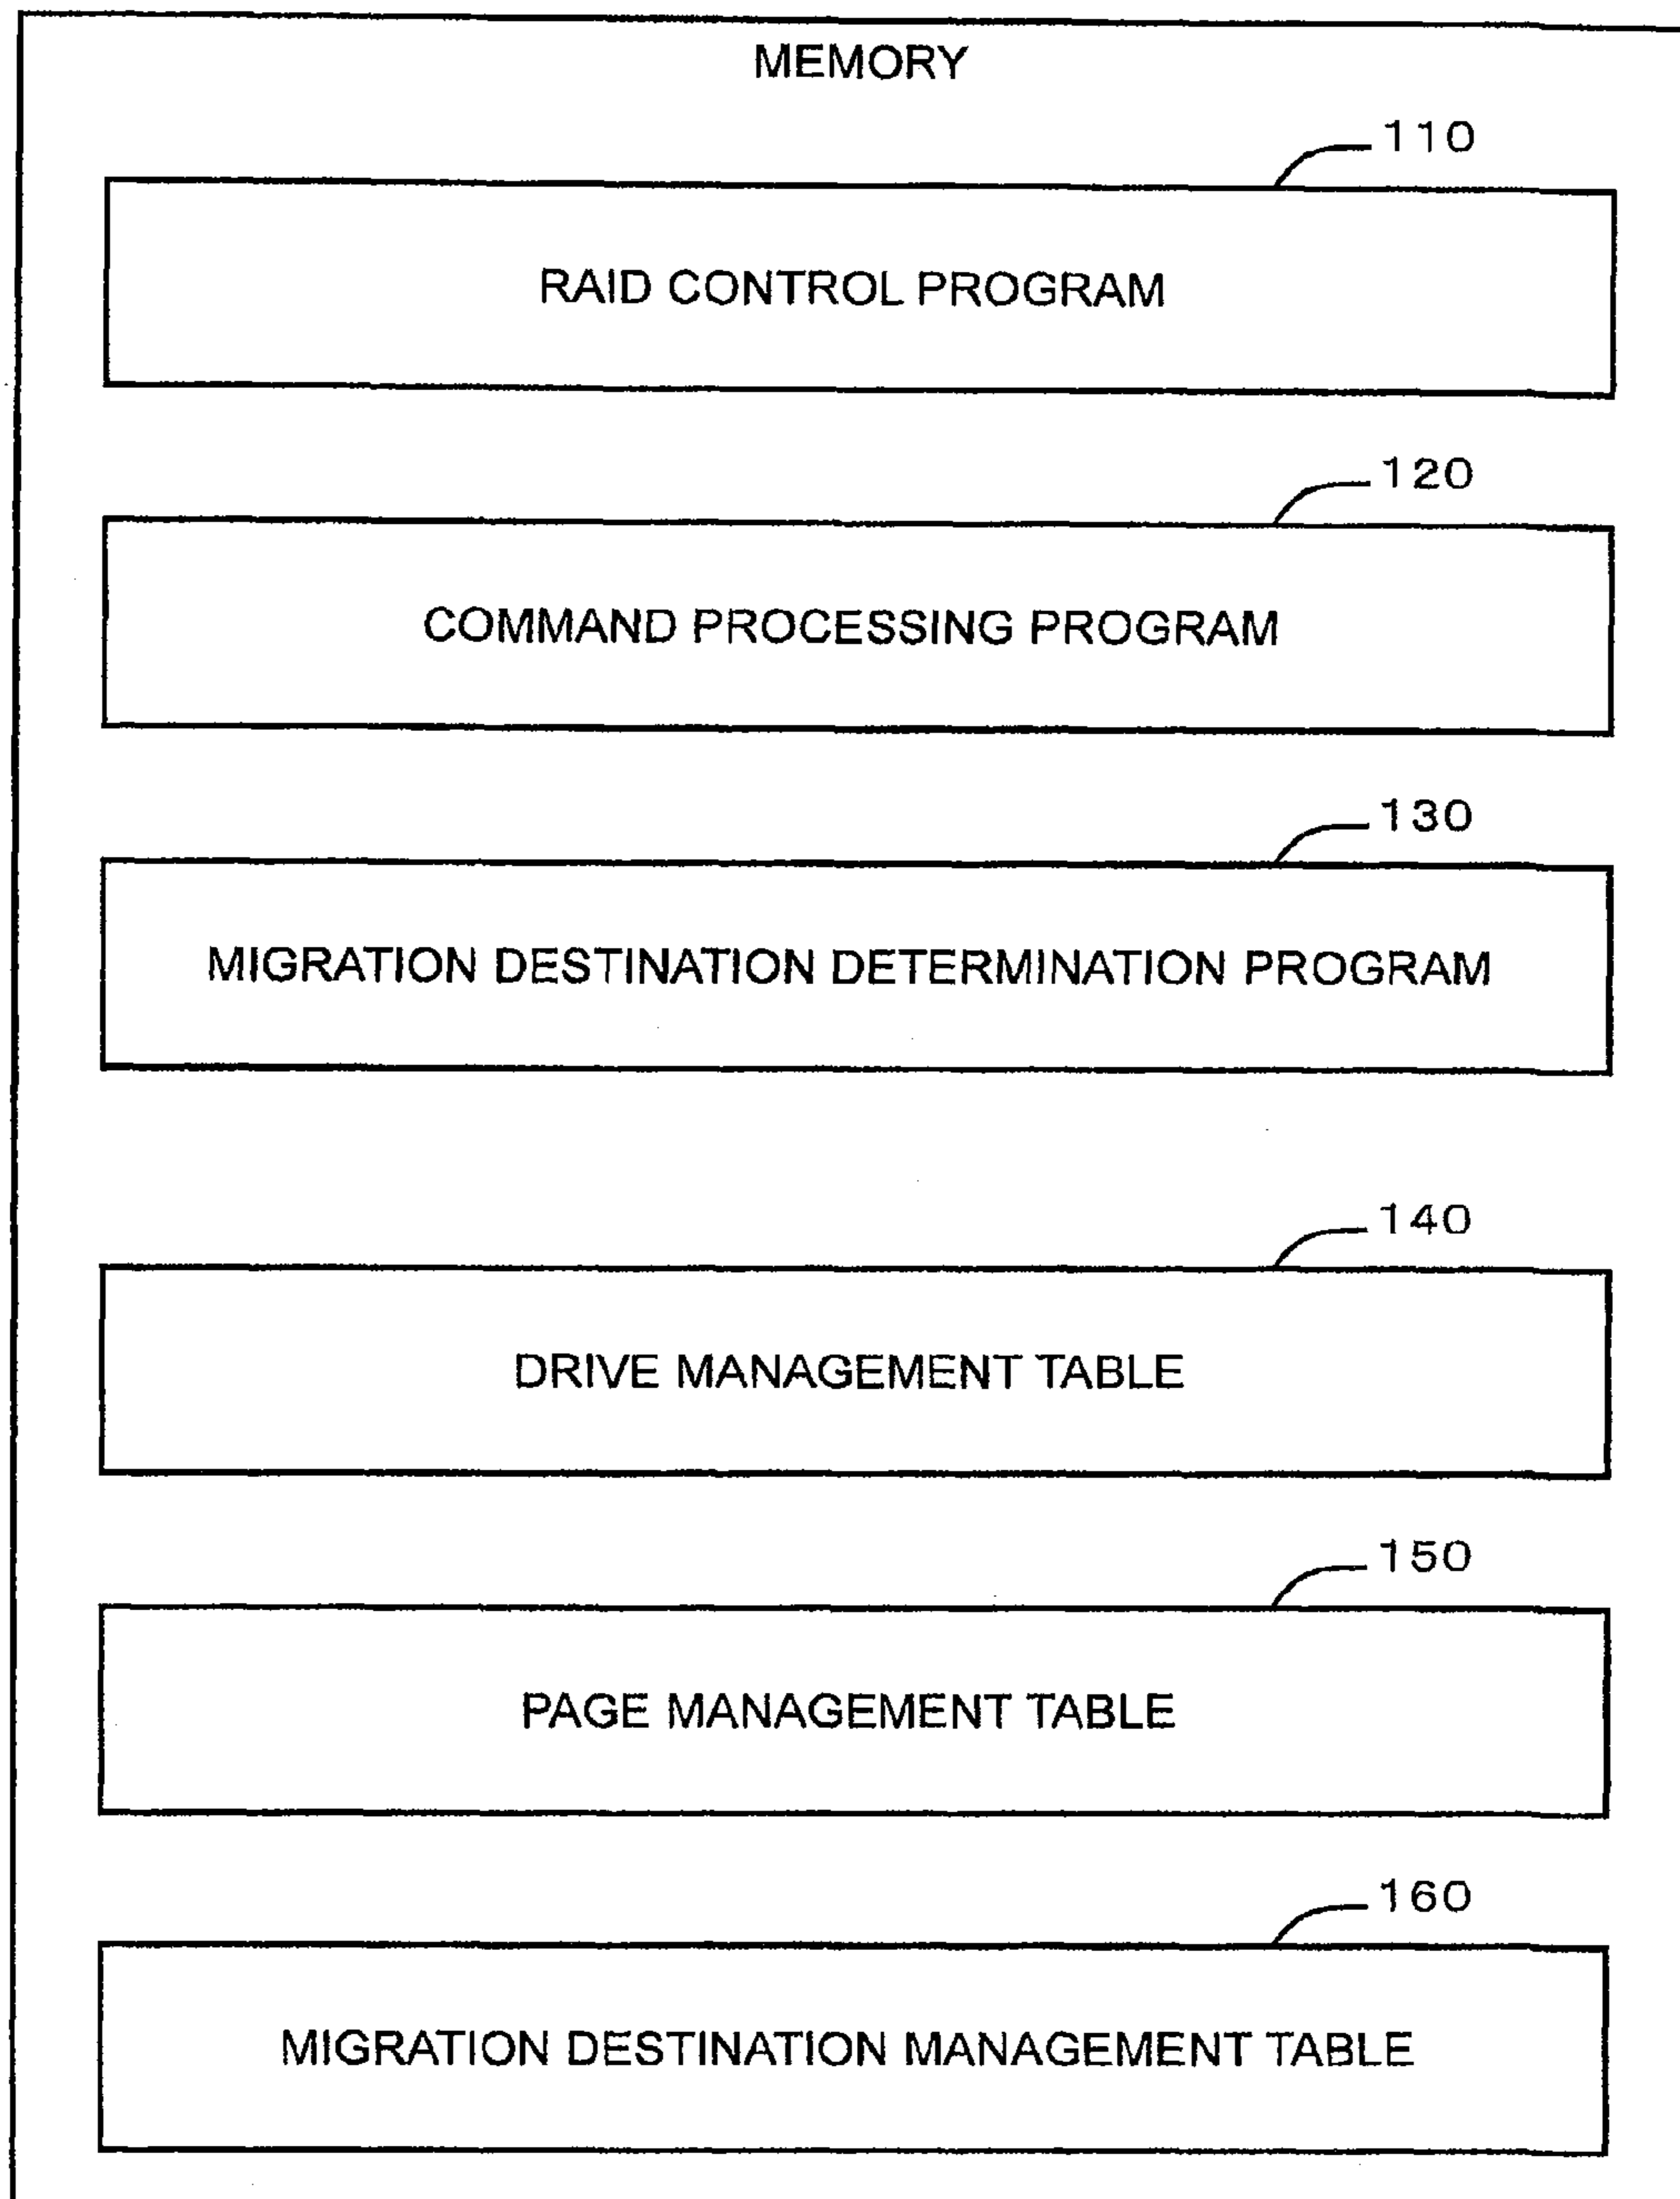 MEMORY
110
RAID CONTROL PROGRAM
120
COMMAND PROCESSING PROGRAM
130
MIGRATION DESTINATION DETERMINATION PROGRAM
140
DRIVE MANAGEMENT TABLE
150
PAGE MANAGEMENT TABLE
160
MIGRATION DESTINATION MANAGEMENT TABLE